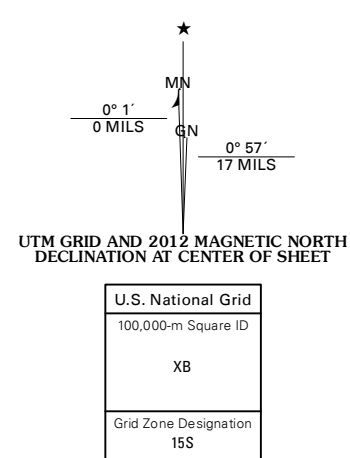 ★
MN
0° 1´
0 MILS
GN
0° 57´
17 MILS
UTM GRID AND 2012 MAGNETIC NORTH
DECLINATION AT CENTER OF SHEET
U.S. National Grid
100,000-m Square ID
XB
Grid Zone Designation
15S